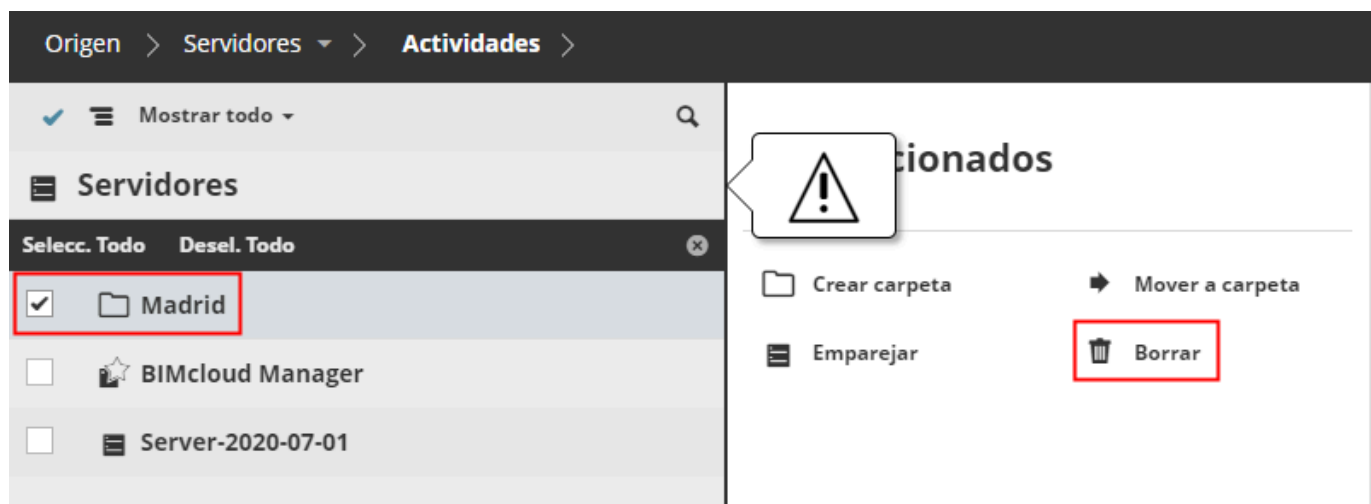 Origen > Servidores > Actividades >
Mostrar todo
Servidores
Selecc. Todo Desel. Todo
Madrid
BIMcloud Manager
Server-2020-07-01
cionados
Crear carpeta Mover a carpeta
Emparejar Borrar